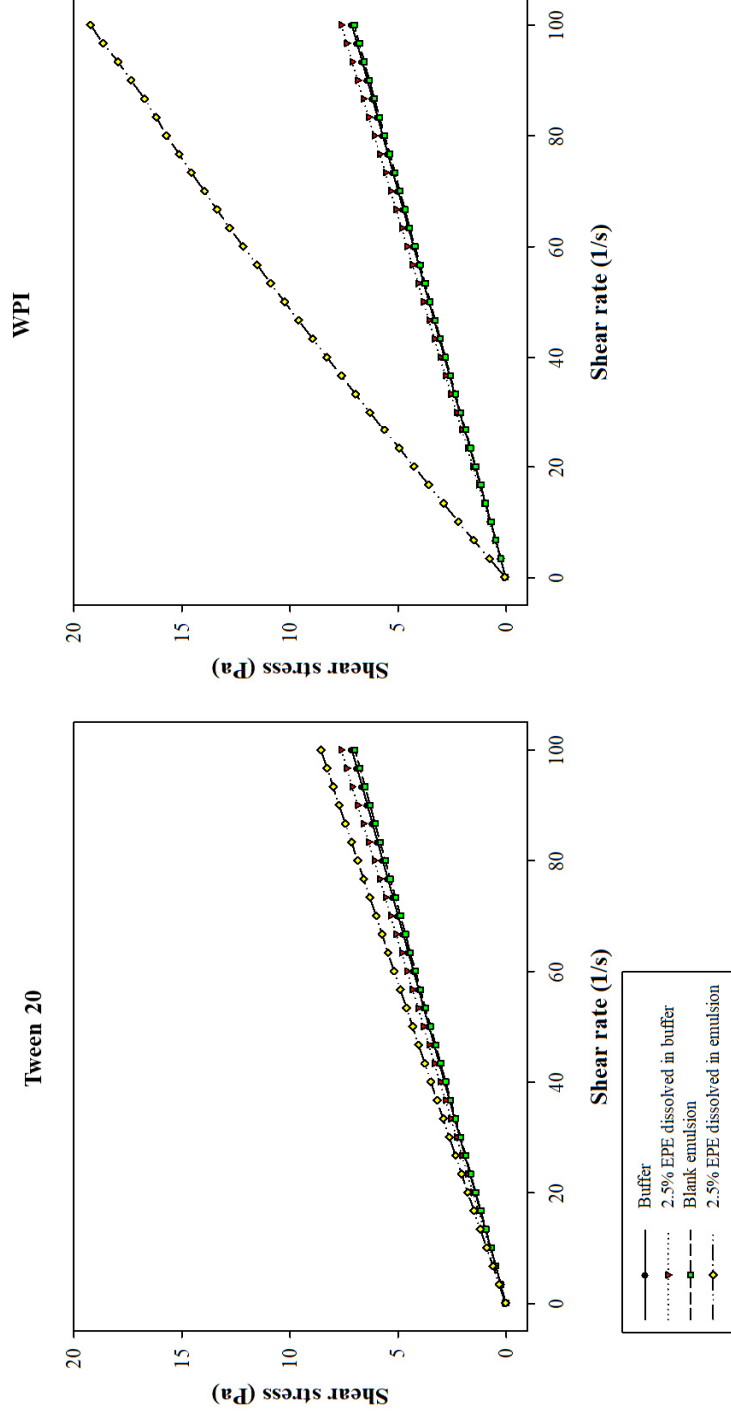 Tween 20
20
15
10
5
0
Shear stress (Pa)
0
20
40
60
80
100
Shear rate (1/s)
WPI
20
15
10
5
0
Shear stress (Pa)
0
20
40
60
80
100
Shear rate (1/s)
Buffer
2.5% EPE dissolved in buffer
Blank emulsion
2.5% EPE dissolved in emulsion